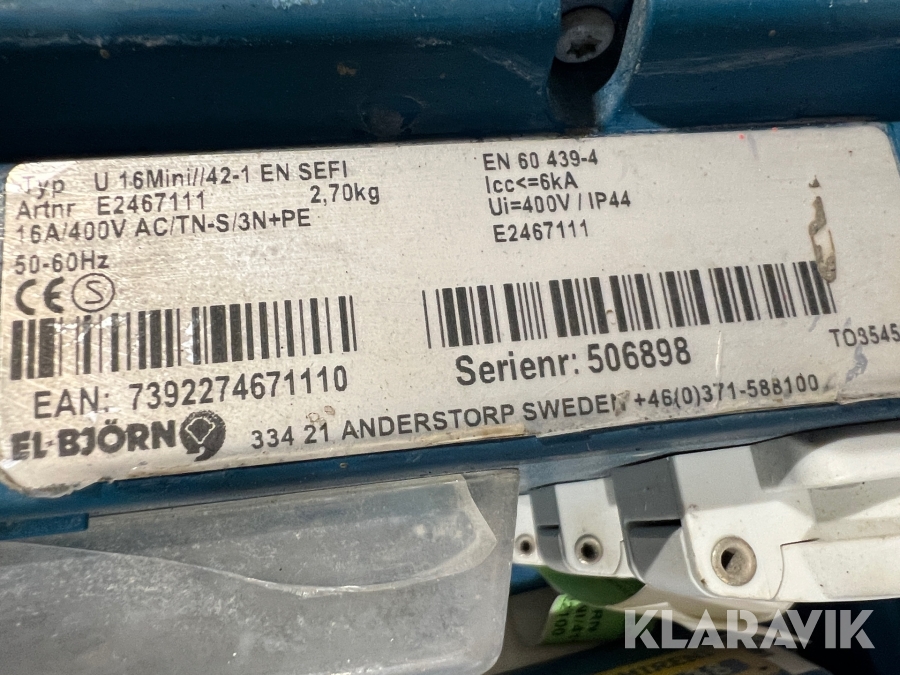 Typ U 16Mini//42-1 EN SEFI
Artnr E2467111 2,70kg
16A/400V AC/TN-S/3N+PE
50-60Hz
CE S
EN 60 439-4
Icc<=6kA
Ui=400V / IP44
E2467111
EAN: 7392274671110
Serienr: 506898
TO3545
EL-BJÖRN
334 21 ANDERSTORP SWEDEN +46(0)371-588100
KLARAVIK